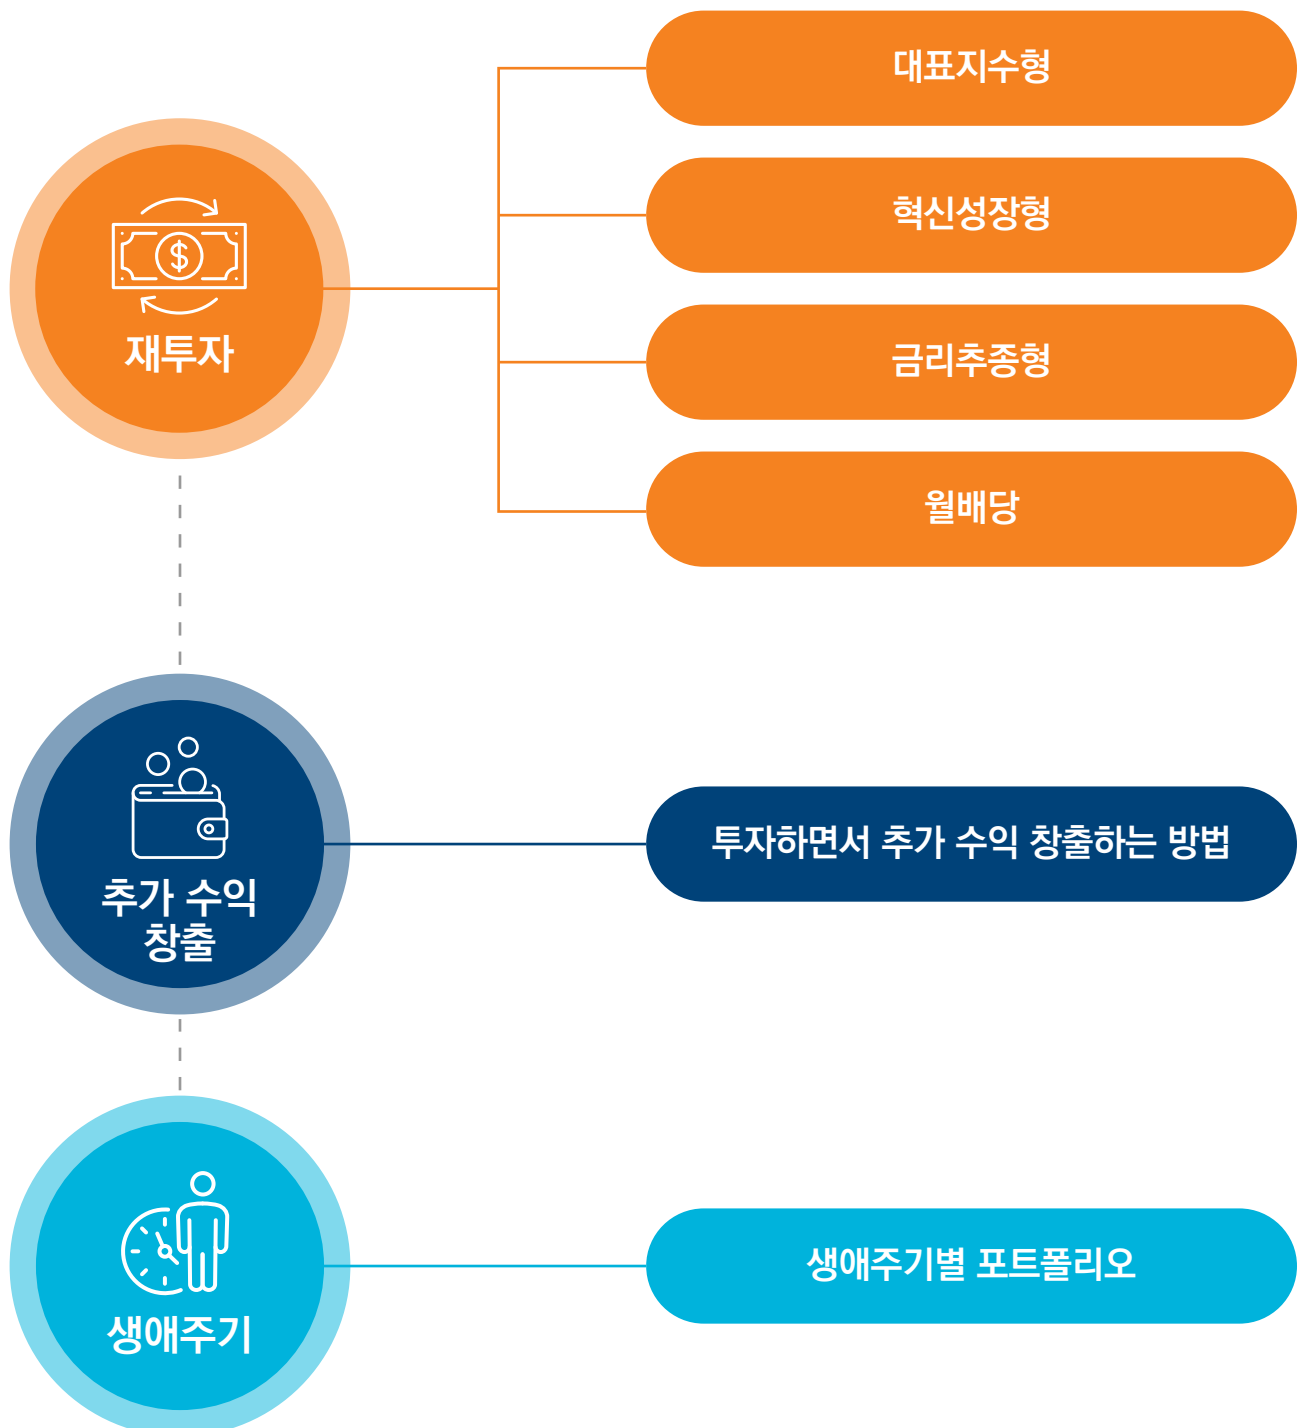 재투자
대표지수형
혁신성장형
금리추종형
월배당
추가 수익
창출
투자하면서 추가 수익 창출하는 방법
생애주기
생애주기별 포트폴리오